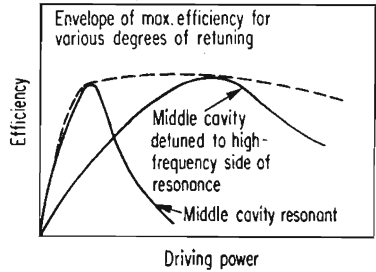 Envelope of max. efficiency for
various degrees of retuning
Efficiency
Middle cavity
detuned to high-
frequency side of
resonance
Middle cavity resonant
Driving power